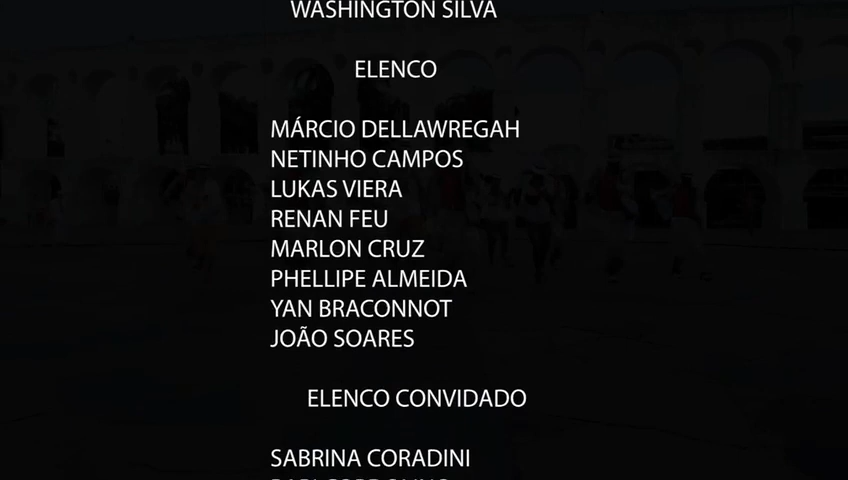 WASHINGTON SILVA
ELENCO
MÁRCIO DELLAWREGAH
NETINHO CAMPOS
LUKAS VIERA
RENAN FEU
MARLON CRUZ
PHELLIPE ALMEIDA
YAN BRACONNOT
JOÃO SOARES
ELENCO CONVIDADO
SABRINA CORADINI